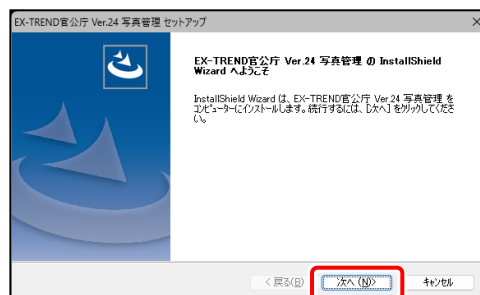 EX-TREND官公庁 Ver.24 写真管理 セットアップ
EX-TREND官公庁 Ver.24 写真管理 の InstallShield
Wizard へようこそ
InstallShield Wizard は、EX-TREND官公庁 Ver.24 写真管理 を
コンピューターにインストールします。続行するには、[次へ] をクリックしてくださ
い。
< 戻る(B)
次へ (N)>
キャンセル